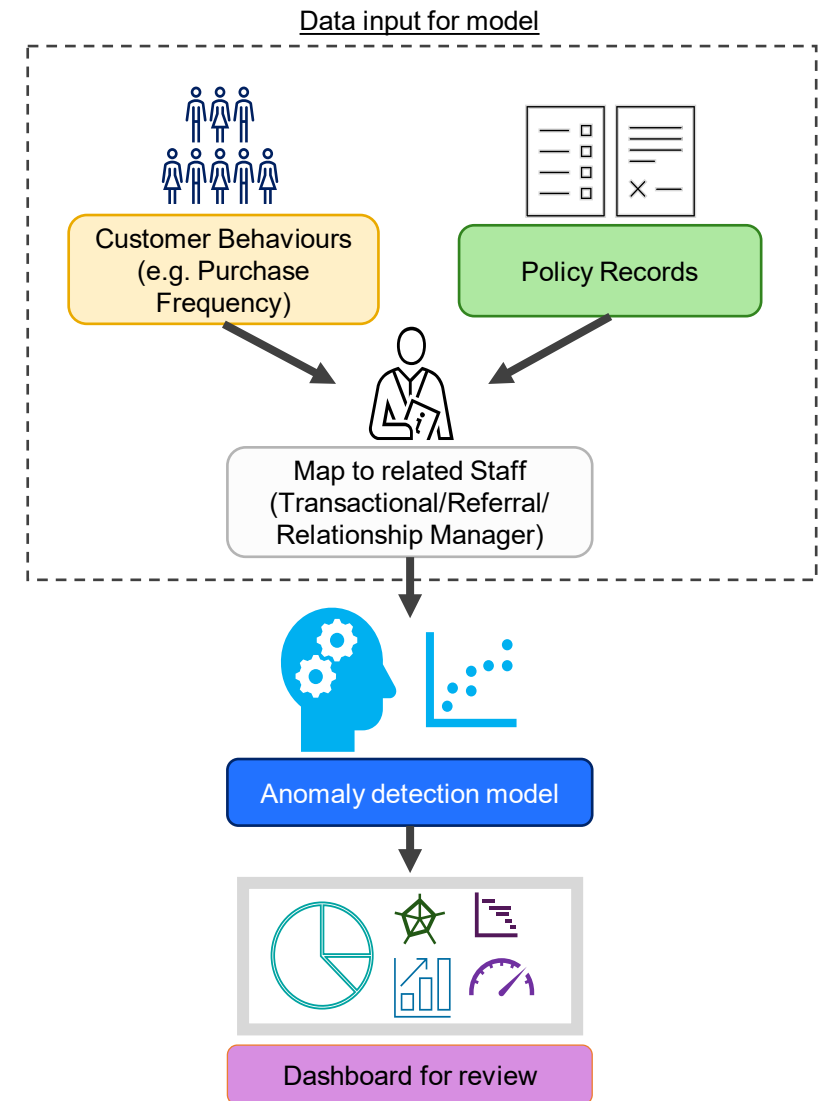 Data input for model
Customer Behaviours
(e.g. Purchase
Frequency)
Policy Records
i
Map to related Staff
(Transactional/Referral/
Relationship Manager)
Anomaly detection model
Dashboard for review